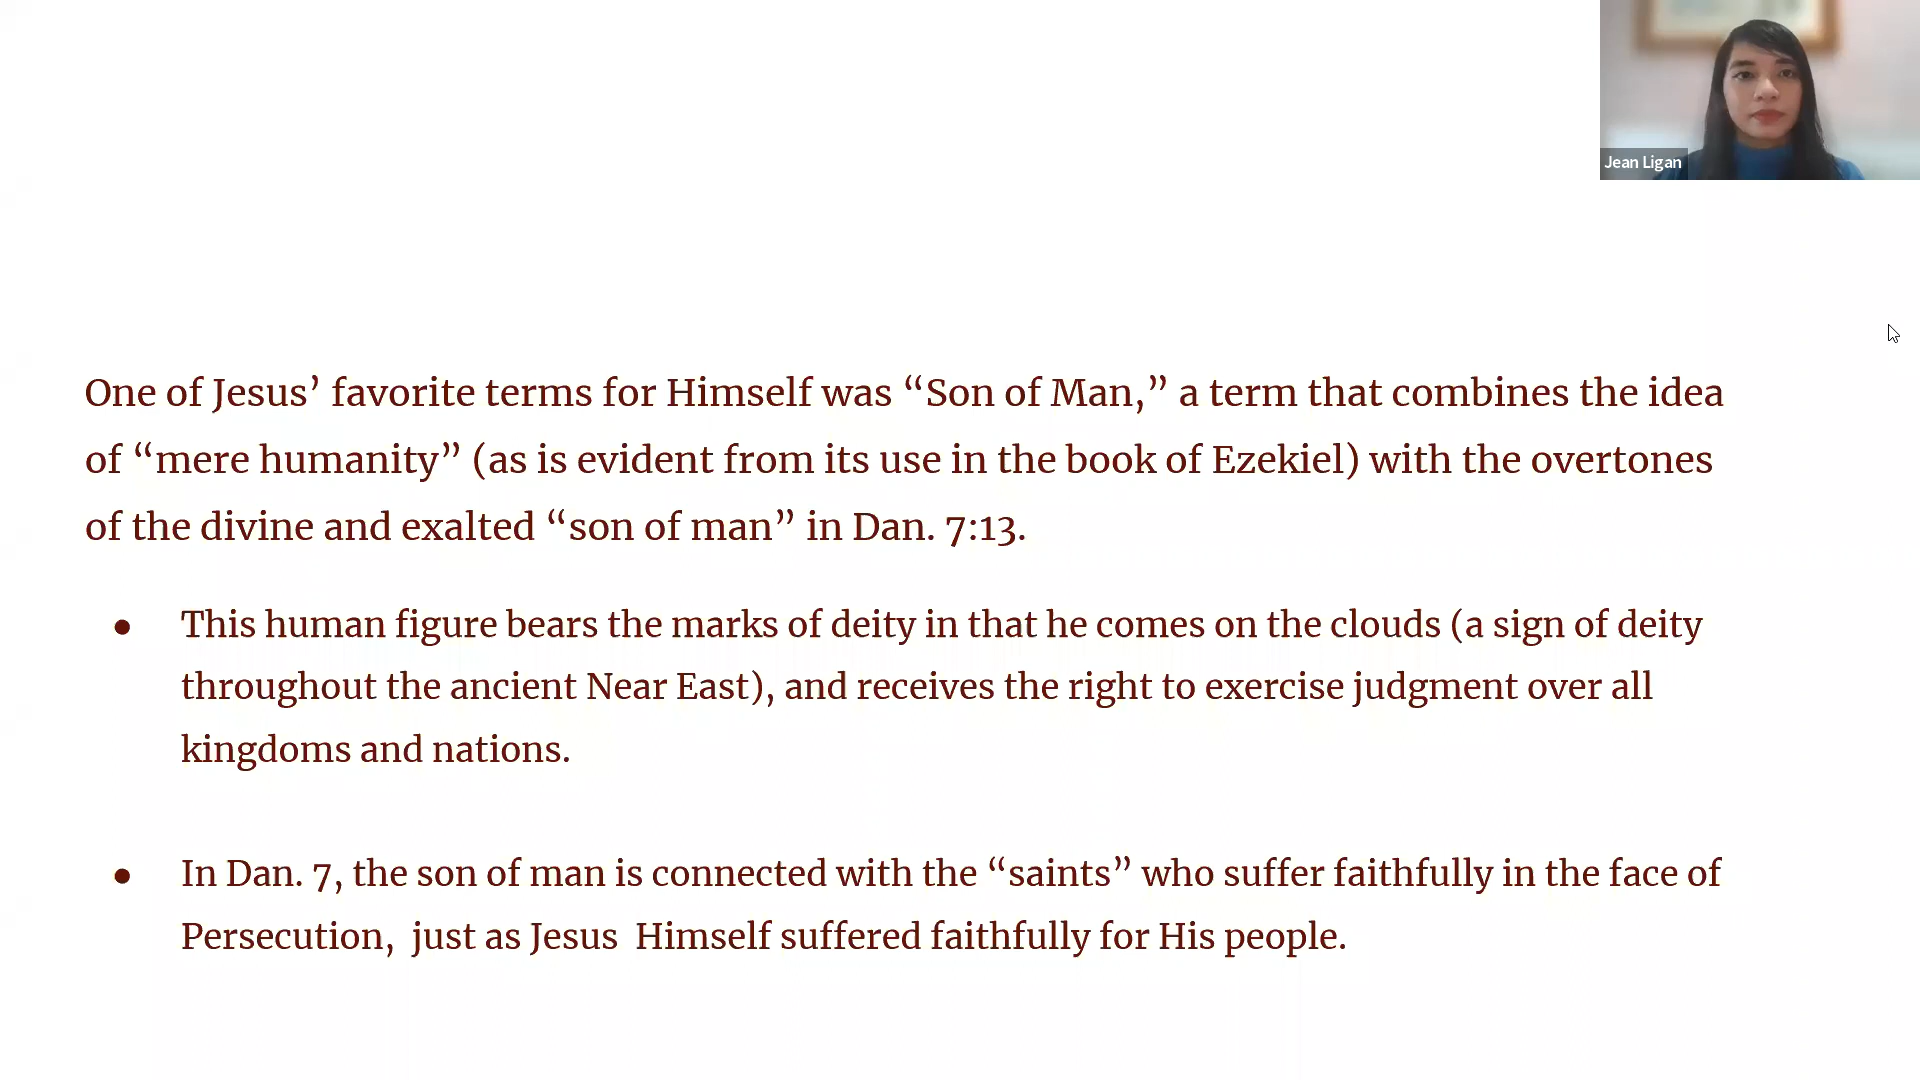 Jean Ligan
One of Jesus’ favorite terms for Himself was “Son of Man,” a term that combines the idea
of “mere humanity” (as is evident from its use in the book of Ezekiel) with the overtones
of the divine and exalted “son of man” in Dan. 7:13.
● This human figure bears the marks of deity in that he comes on the clouds (a sign of deity
throughout the ancient Near East), and receives the right to exercise judgment over all
kingdoms and nations.
● In Dan. 7, the son of man is connected with the “saints” who suffer faithfully in the face of
Persecution,  just as Jesus  Himself suffered faithfully for His people.